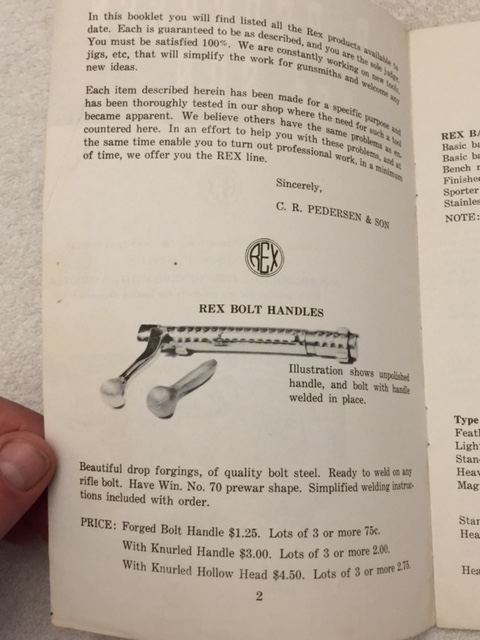 In this booklet you will find listed all the Rex products available to
date. Each is guaranteed to be as described, and you are the sole judge.
You must be satisfied 100%. We are constantly working on new tools,
jigs, etc, that will simplify the work for gunsmiths and welcome any
new ideas.
Each item described herein has been made for a specific purpose and
has been thoroughly tested in our shop where the need for such a tool
became apparent. We believe others have the same problems as en-
countered here. In an effort to help you with these problems, and at
the same time enable you to turn out professional work, in a minimum
of time, we offer you the REX line.
Sincerely,
C. R. PEDERSEN & SON
REX
REX BOLT HANDLES
Illustration shows unpolished
handle, and bolt with handle
welded in place.
Beautiful drop forgings, of quality bolt steel. Ready to weld on any
rifle bolt. Have Win. No. 70 prewar shape. Simplified welding instruc-
tions included with order.
PRICE: Forged Bolt Handle $1.25. Lots of 3 or more 75c.
With Knurled Handle $3.00. Lots of 3 or more 2.00.
With Knurled Hollow Head $4.50. Lots of 3 or more 2.75.
2
REX BA
Basic ba
Basic ba
Bench r
Finished
Sporter
Stainles
NOTE:
Type
Feath
Light
Stan
Heav
Mag
Star
Hea
Hea